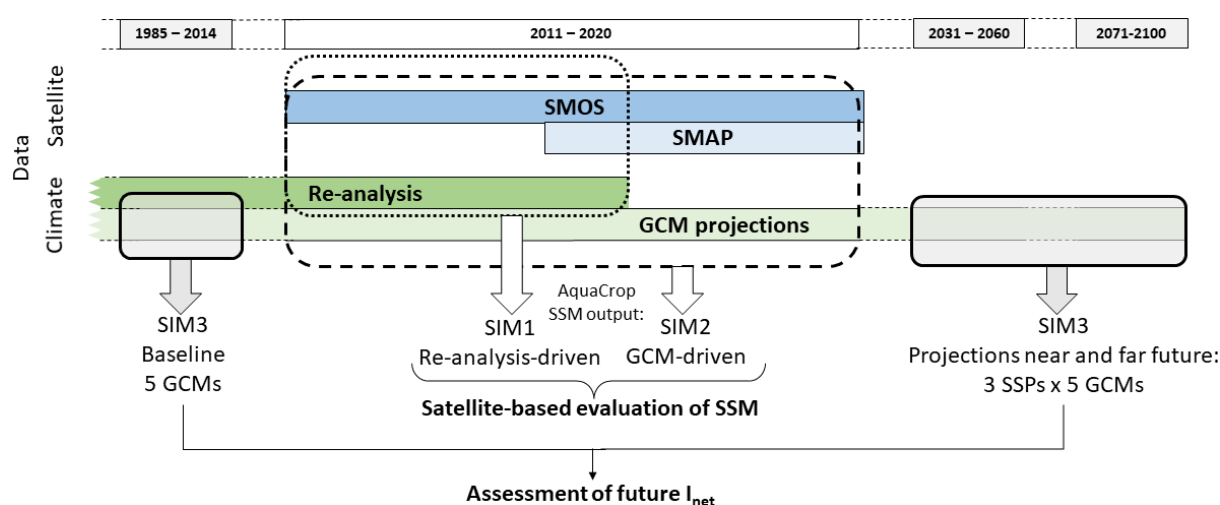 1985 – 2014
2011 – 2020
2031 – 2060
2071-2100
Data
Satellite
SMOS
SMAP
Climate
Re-analysis
GCM projections
AquaCrop
SSM output:
SIM3
Baseline
5 GCMs
SIM1
Re-analysis-driven
SIM2
GCM-driven
SIM3
Projections near and far future:
3 SSPs x 5 GCMs
Satellite-based evaluation of SSM
Assessment of future I_net